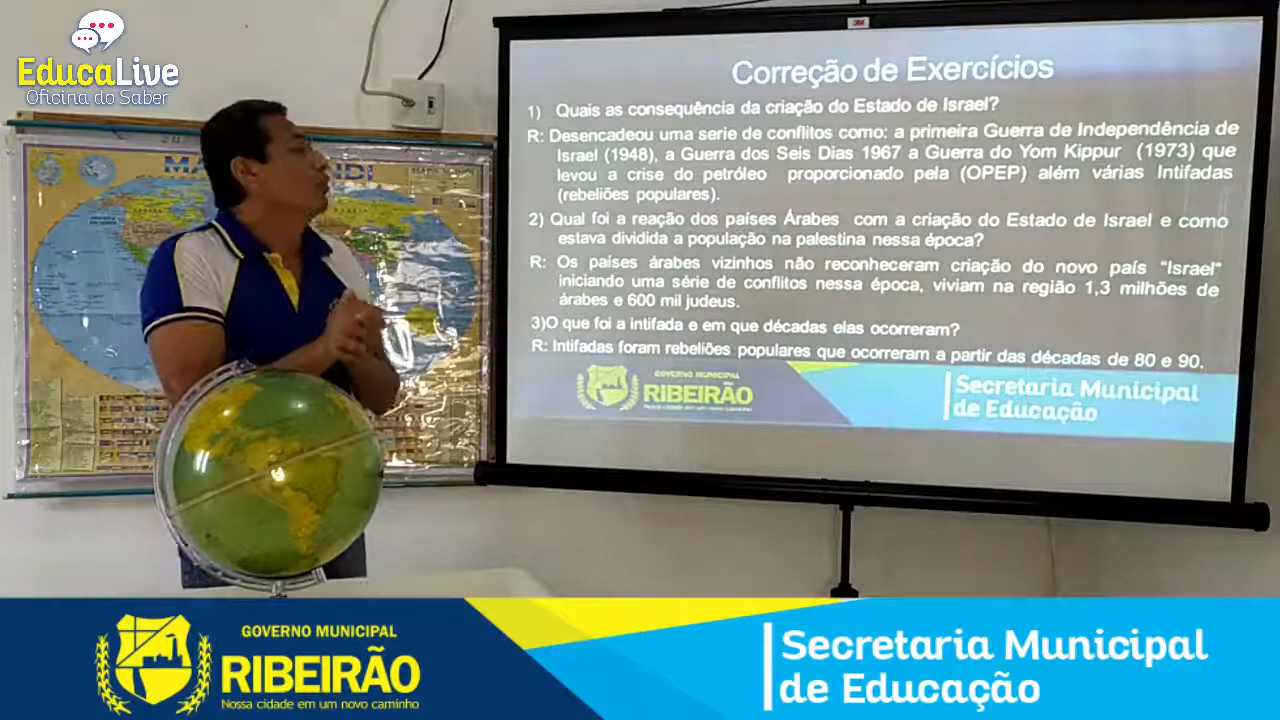 EducaLive
Oficina do Saber
Correção de Exercícios
1) Quais as consequência da criação do Estado de Israel?
R: Desencadeou uma serie de conflitos como: a primeira Guerra de Independência de
Israel (1948), a Guerra dos Seis Dias 1967 a Guerra do Yom Kippur (1973) que
levou a crise do petróleo proporcionado pela (OPEP) além várias Intifadas
(rebeliões populares).
2) Qual foi a reação dos países Árabes com a criação do Estado de Israel e como
estava dividida a população na palestina nessa época?
R: Os países árabes vizinhos não reconheceram criação do novo país "Israel"
iniciando uma série de conflitos nessa época, viviam na região 1,3 milhões de
árabes e 600 mil judeus.
3)O que foi a intifada e em que décadas elas ocorreram?
R: Intifadas foram rebeliões populares que ocorreram a partir das décadas de 80 e 90.
GOVERNO MUNICIPAL
RIBEIRÃO
Nossa cidade em um novo caminho
Secretaria Municipal
de Educação
GOVERNO MUNICIPAL
RIBEIRÃO
Nossa cidade em um novo caminho
Secretaria Municipal
de Educação